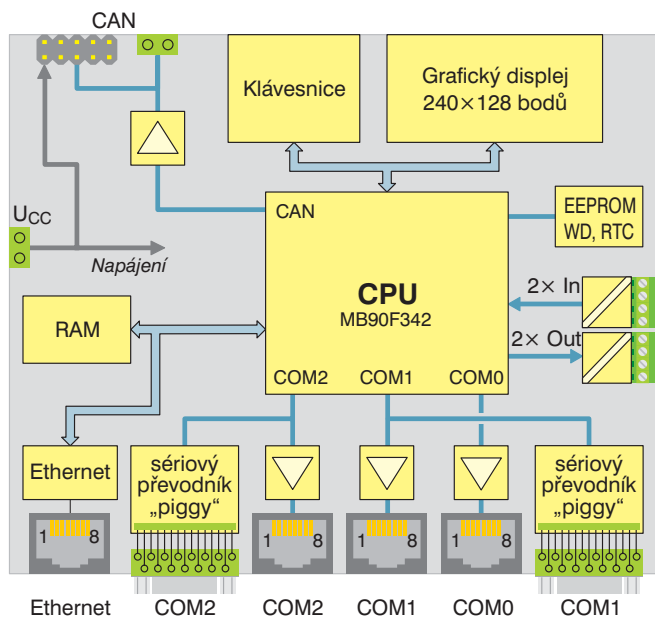 CAN
Klávesnice
Grafický displej
240×128 bodů
U_CC
Napájení
CAN
EEPROM
WD, RTC
CPU
MB90F342
2× In
2× Out
RAM
COM2 COM1 COM0
Ethernet
sériový
převodník
„piggy“
sériový
převodník
„piggy“
1 8
1 8
1 8
1 8
Ethernet COM2 COM2 COM1 COM0 COM1